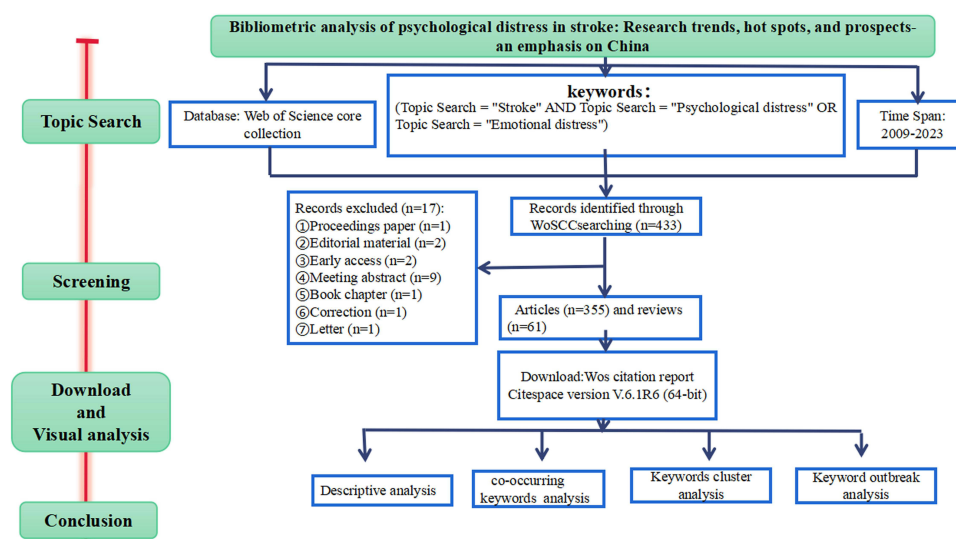 Bibliometric analysis of psychological distress in stroke: Research trends, hot spots, and prospects-
an emphasis on China
Topic Search
Database: Web of Science core
collection
keywords：
(Topic Search = "Stroke" AND Topic Search = "Psychological distress" OR
Topic Search = "Emotional distress")
Time Span:
2009-2023
Records excluded (n=17):
①Proceedings paper (n=1)
②Editorial material (n=2)
③Early access (n=2)
④Meeting abstract (n=9)
⑤Book chapter (n=1)
⑥Correction (n=1)
⑦Letter (n=1)
Records identified through
WoSCCsearching (n=433)
Screening
Articles (n=355) and reviews
(n=61)
Download
and
Visual analysis
Download:Wos citation report
Citespace version V.6.1R6 (64-bit)
Descriptive analysis
co-occurring
keywords analysis
Keywords cluster
analysis
Keyword outbreak
analysis
Conclusion